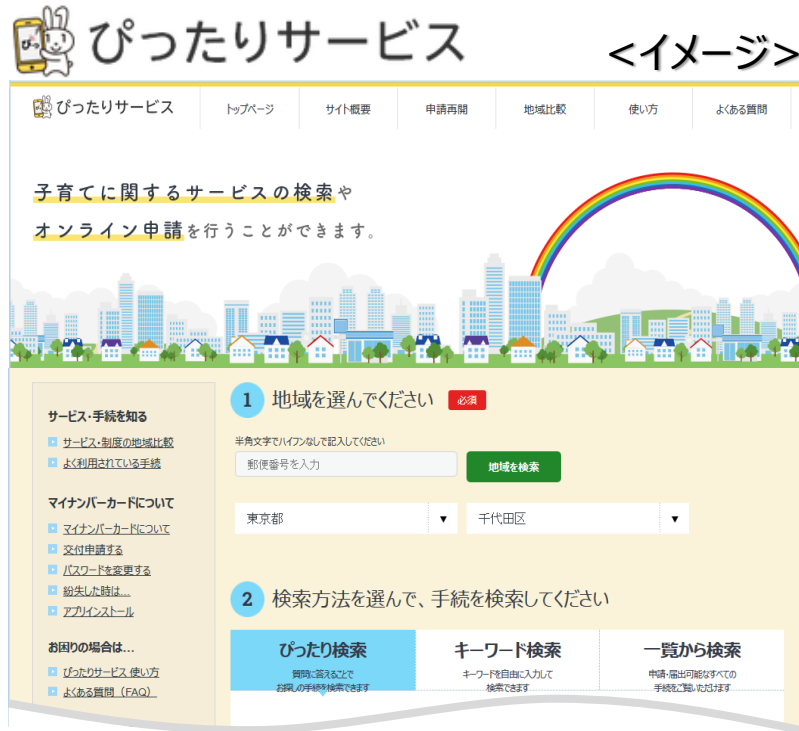 ぴったりサービス
<イメージ>
ぴったりサービス
トップページ
サイト概要
申請再開
地域比較
使い方
よくある質問
子育てに関するサービスの検索や
オンライン申請を行うことができます。
サービス・手続を知る
サービス・制度の地域比較
よく利用されている手続
マイナンバーカードについて
マイナンバーカードについて
交付申請する
パスワードを変更する
紛失した時は...
アプリインストール
お困りの場合は...
ぴったりサービス 使い方
よくある質問（FAQ）
1 地域を選んでください 必須
半角文字でハイフンなしで記入してください
郵便番号を入力
地域を検索
東京都
千代田区
2 検索方法を選んで、手続を検索してください
ぴったり検索
質問に答えることで
お探しの手続を検索できます
キーワード検索
キーワードを自由に入力して
検索できます
一覧から検索
申請・届出可能なすべての
手続をご覧いただけます